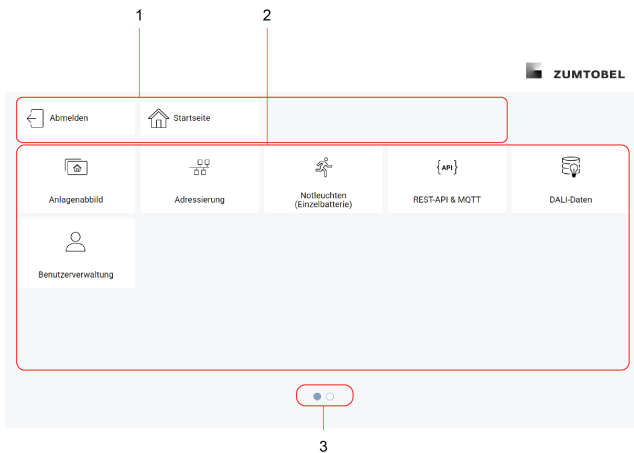 1 2
ZUMTOBEL
Abmelden Startseite
Anlagenabbild Adressierung Notleuchten (Einzelbatterie) {API} REST-API & MQTT DALI-Daten
Benutzerverwaltung
3